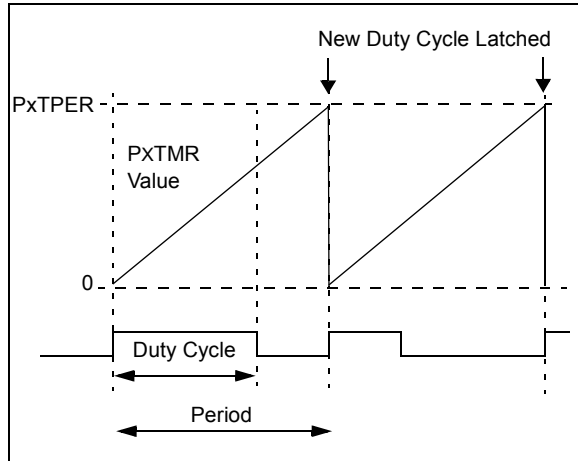 New Duty Cycle Latched
PxTPER
PxTMR
Value
0
Duty Cycle
Period